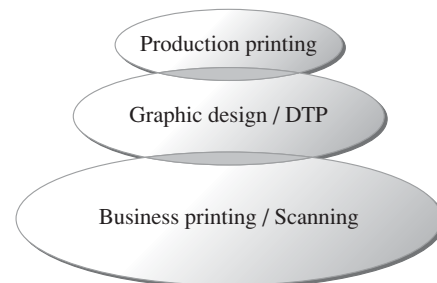 Production printing
Graphic design / DTP
Business printing / Scanning